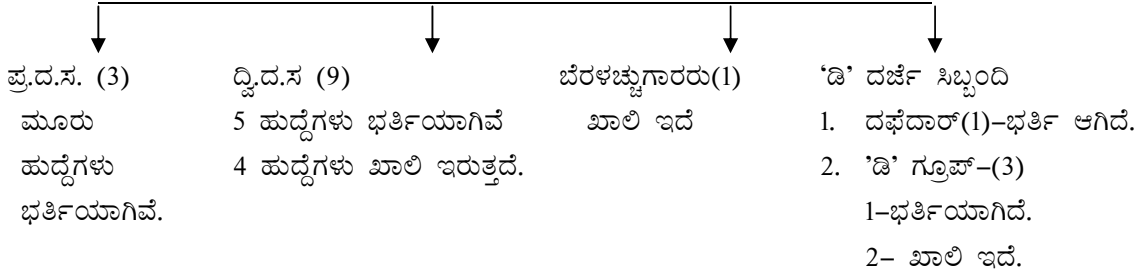 ಪ್ರ.ದ.ಸ. (3)
ಮೂರು
ಹುದ್ದೆಗಳು
ಭರ್ತಿಯಾಗಿವೆ.
ದ್ವಿ.ದ.ಸ (9)
5 ಹುದ್ದೆಗಳು ಭರ್ತಿಯಾಗಿವೆ
4 ಹುದ್ದೆಗಳು ಖಾಲಿ ಇರುತ್ತದೆ.
ಬೆರಳಚ್ಚುಗಾರರು(1)
ಖಾಲಿ ಇದೆ
‘ಡಿ’ ದರ್ಜೆ ಸಿಬ್ಬಂದಿ
1. ದಫೆದಾರ್(1)–ಭರ್ತಿ ಆಗಿದೆ.
2. ’ಡಿ’ ಗ್ರೂಪ್–(3)
1–ಭರ್ತಿಯಾಗಿದೆ.
2– ಖಾಲಿ ಇದೆ.